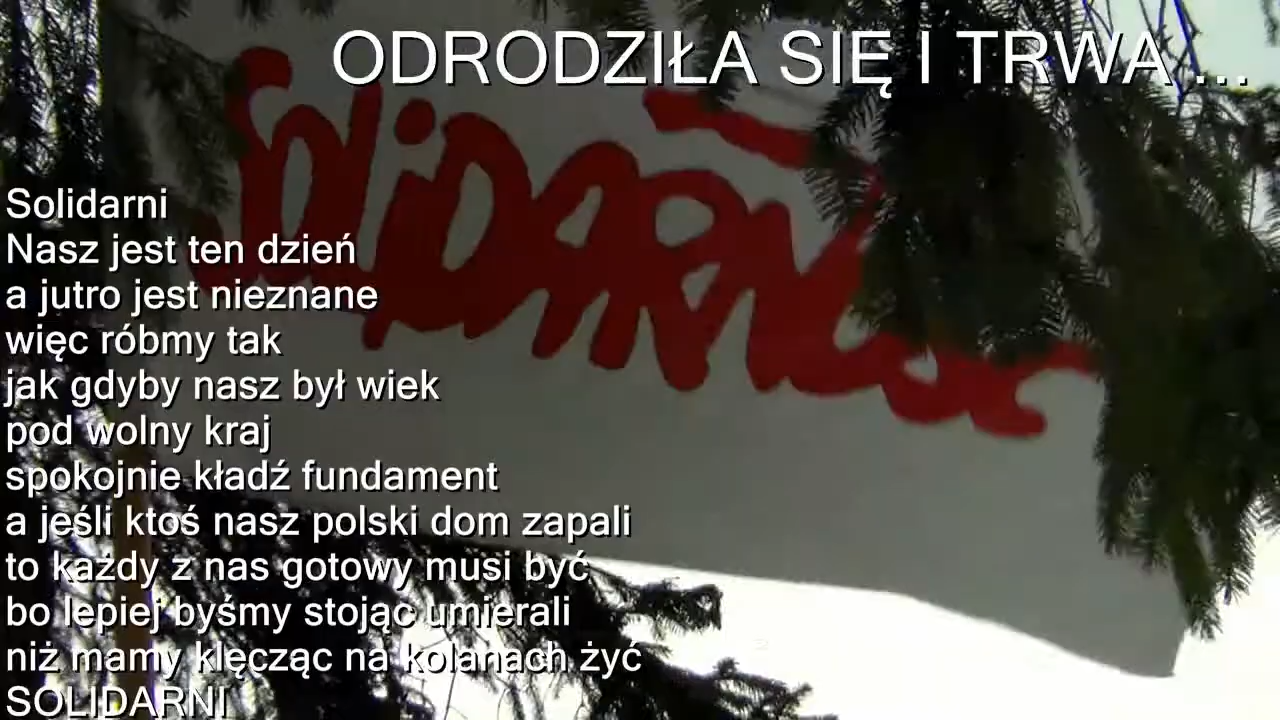 ODRODZIŁA SIĘ I TRWA ...
SOLIDARNOŚĆ
Solidarni
Nasz jest ten dzień
a jutro jest nieznane
więc róbmy tak
jak gdyby nasz był wiek
pod wolny kraj
spokojnie kładź fundament
a jeśli ktoś nasz polski dom zapali
to każdy z nas gotowy musi być
bo lepiej byśmy stojąc umierali
niż mamy klęcząc na kolanach żyć
SOLIDARNI